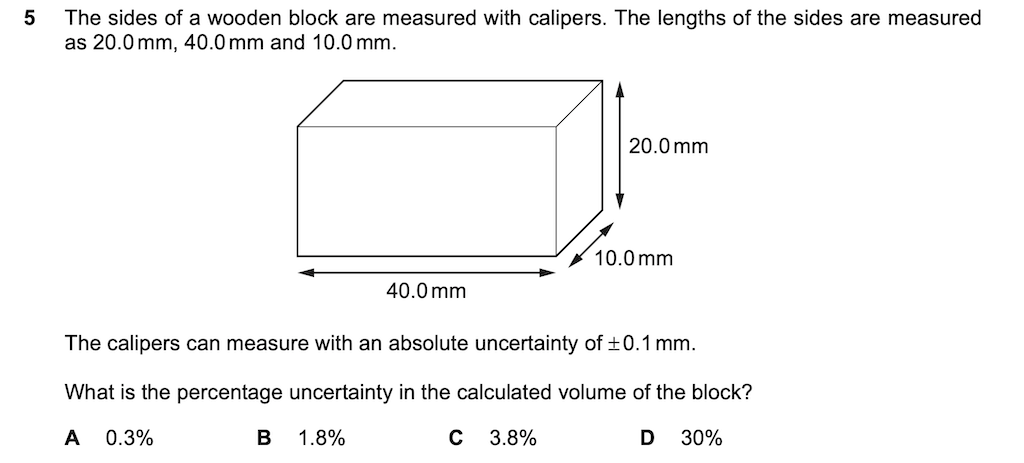 5 The sides of a wooden block are measured with calipers. The lengths of the sides are measured
as 20.0 mm, 40.0 mm and 10.0 mm.
20.0 mm
10.0 mm
40.0 mm
The calipers can measure with an absolute uncertainty of ±0.1 mm.
What is the percentage uncertainty in the calculated volume of the block?
A 0.3% B 1.8% C 3.8% D 30%